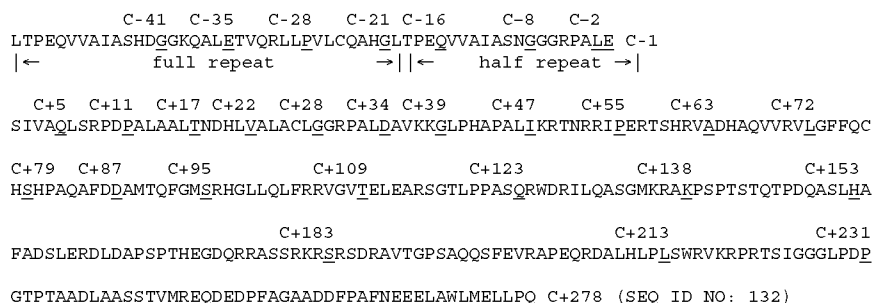 C-41 C-35 C-28 C-21 C-16 C-8 C-2
LTPEQVVAIASHDGGKQALETVQRLLPVLCQAHGLTPEQVVAIASNGGGRPALE C-1
|← full repeat →||← half repeat →|
C+5 C+11 C+17 C+22 C+28 C+34 C+39 C+47 C+55 C+63 C+72
SIVAQLSRPDPALAALTNDHLVALACLGGRPALDAVKKGLPHAPALIKRTNRRIPERTSHRVADHAQVVRVLGFFQC
C+79 C+87 C+95 C+109 C+123 C+138 C+153
HSHPAQAFDDAMTQFGMSRHGLLQLFRRVGVTELEARSGTLPPASQRWDRILQASGMKRAKPSPTSTQTPDQASLHA
C+183 C+213 C+231
FADSLERDLDAPSPTHEGDQRRASSRKRSRSDRAVTGPSAQQSFEVRAPEQRDALHLPLSWRVKRPRTSIGGGLPDP
GTPTAADLAASSTVMREQDEDPFAGAADDFPAFNEEELAWLMELLPQ C+278 (SEQ ID NO: 132)